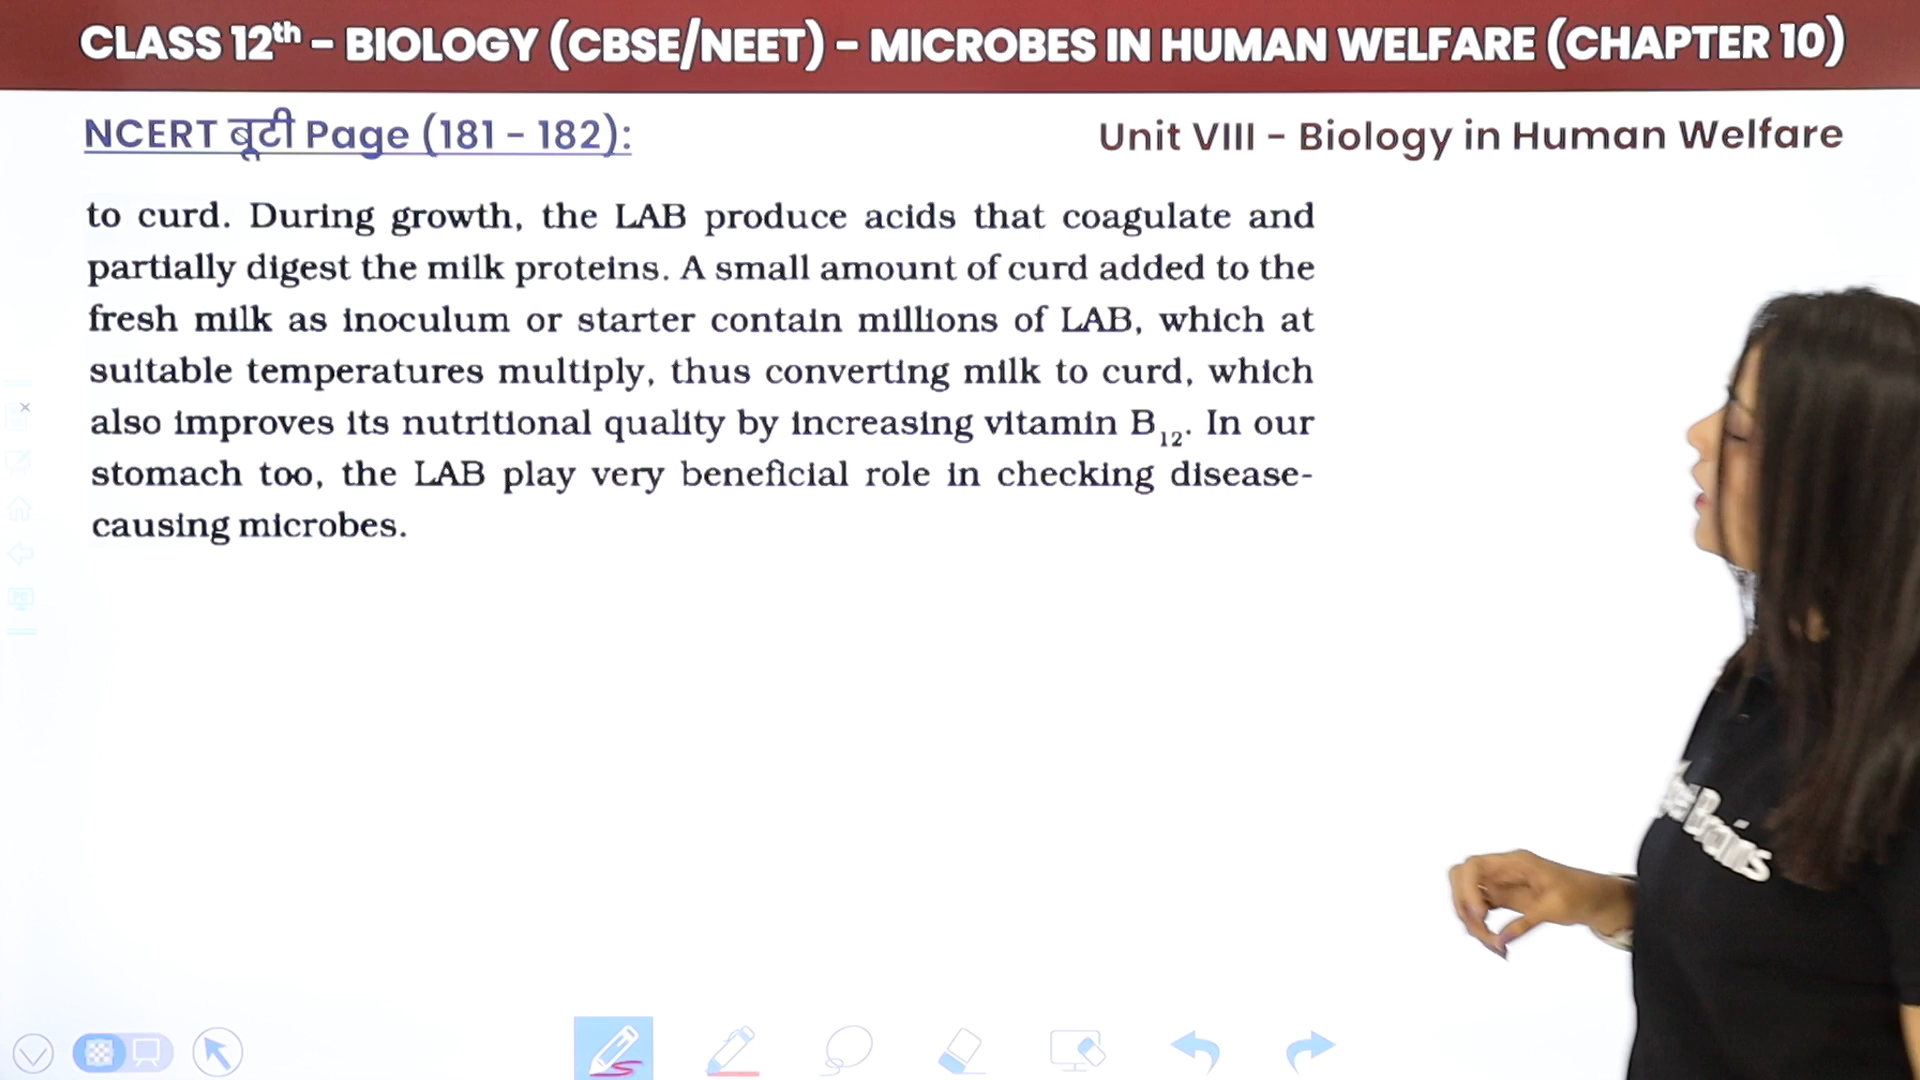 CLASS 12th – BIOLOGY (CBSE/NEET) – MICROBES IN HUMAN WELFARE (CHAPTER 10)
NCERT बूटी Page (181 – 182):
Unit VIII – Biology in Human Welfare
to curd. During growth, the LAB produce acids that coagulate and
partially digest the milk proteins. A small amount of curd added to the
fresh milk as inoculum or starter contain millions of LAB, which at
suitable temperatures multiply, thus converting milk to curd, which
also improves its nutritional quality by increasing vitamin B12. In our
stomach too, the LAB play very beneficial role in checking disease-
causing microbes.
Brains